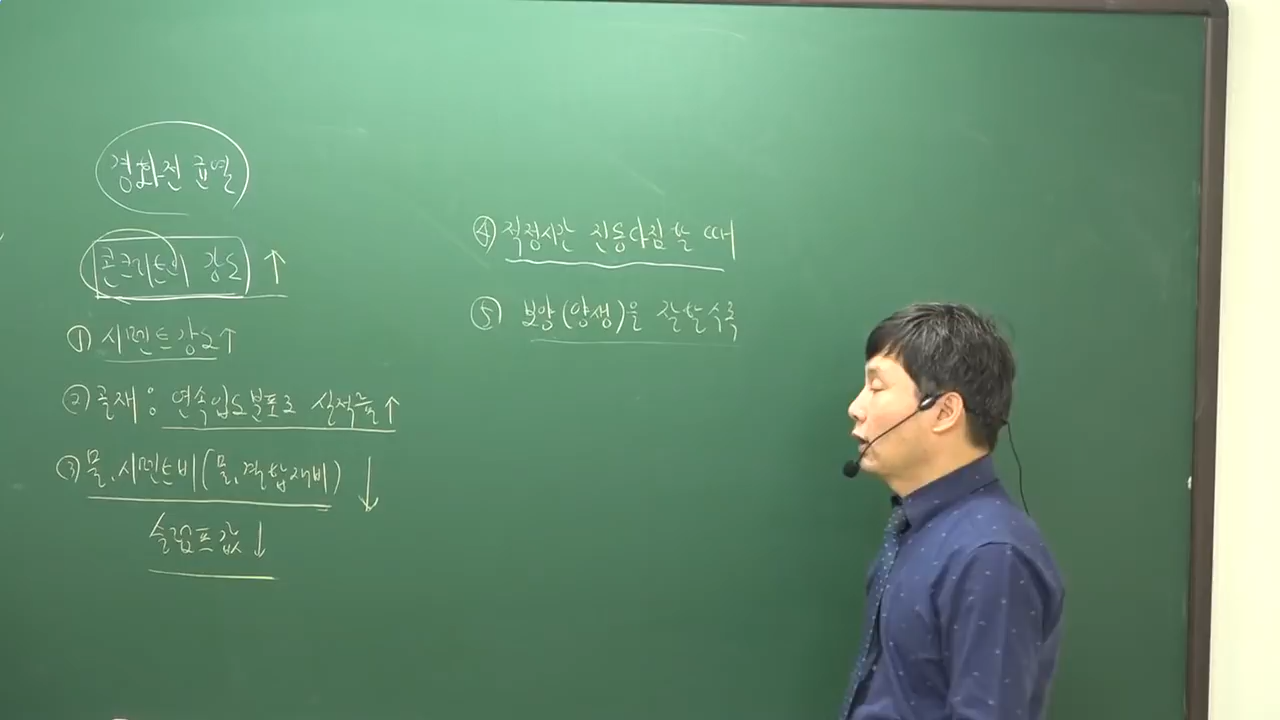 경화전 균열
콘크리트의 강도 ↑
① 시멘트강도↑
② 골재 : 연속입도분포로 실적률↑
③ 물.시멘트비(물.결합재비) ↓
슬럼프값↓
④ 적정시간 진동다짐할 때
⑤ 보양(양생)을 잘할수록